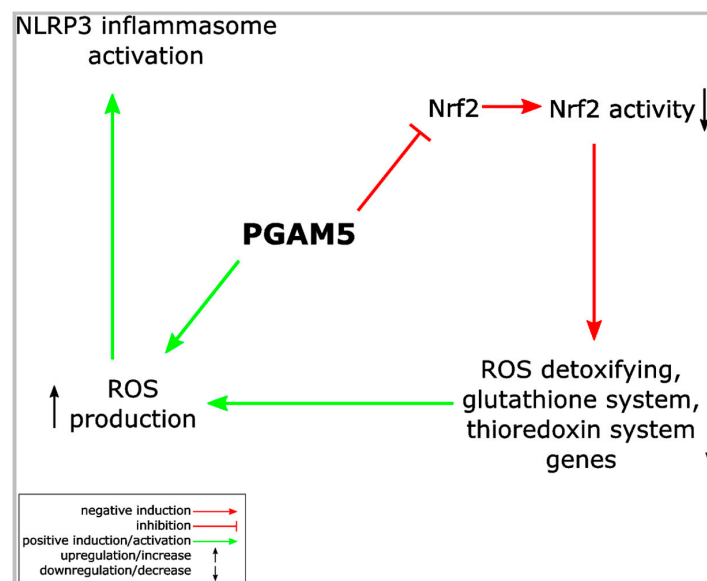 NLRP3 inflammasome
activation
Nrf2
Nrf2 activity
PGAM5
ROS
production
ROS detoxifying,
glutathione system,
thioredoxin system
genes
negative induction
inhibition
positive induction/activation
upregulation/increase
downregulation/decrease